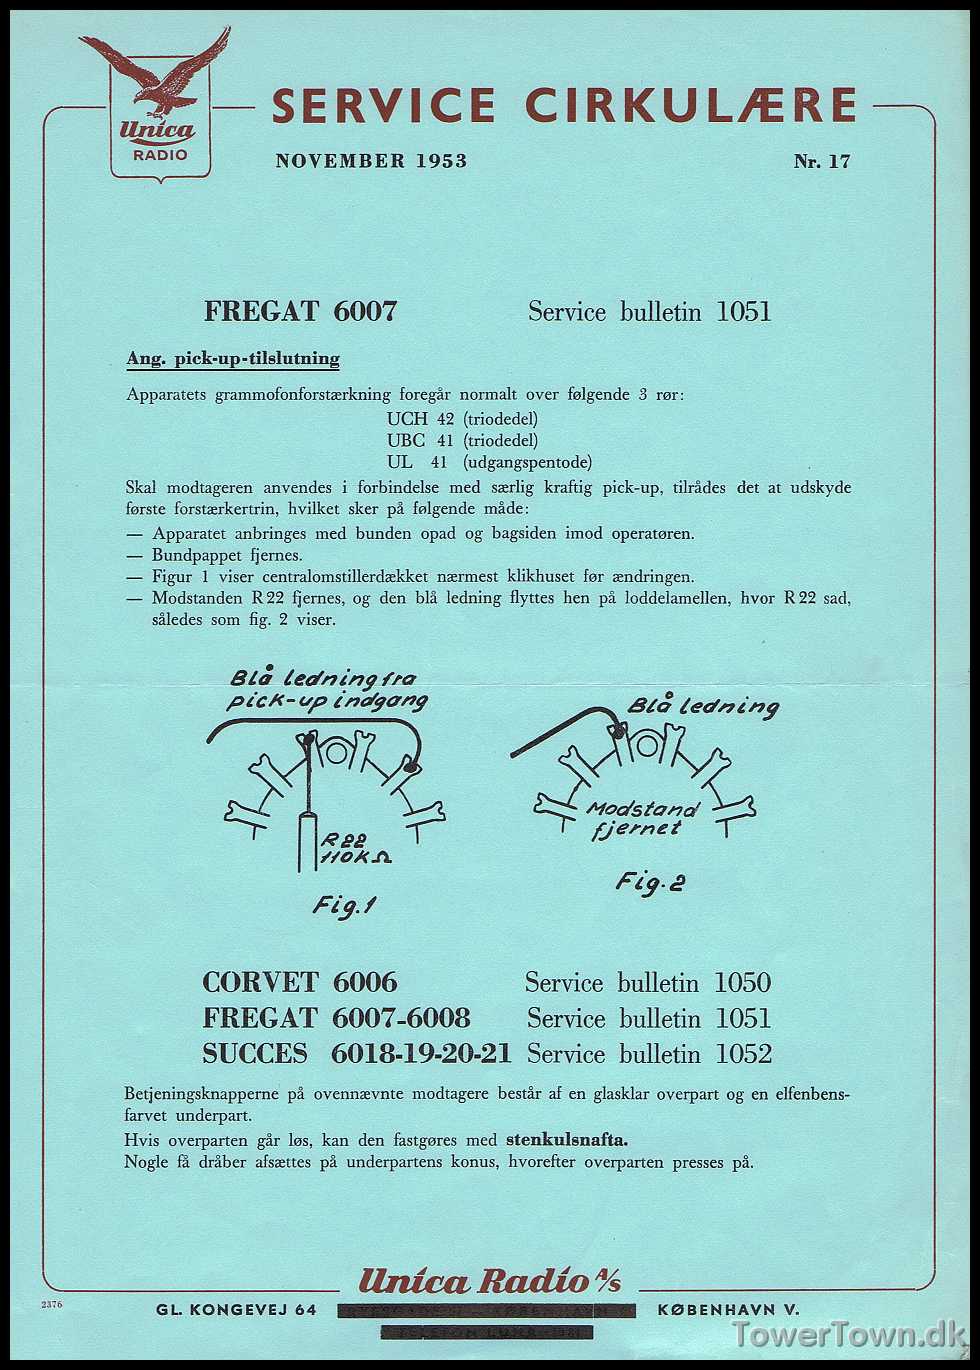 Unica
RADIO
SERVICE CIRKULÆRE
NOVEMBER 1953 Nr. 17
FREGAT 6007 Service bulletin 1051
Ang. pick-up-tilslutning
Apparatets grammofonforstærkning foregår normalt over følgende 3 rør:
UCH 42 (triodedel)
UBC 41 (triodedel)
UL 41 (udgangspentode)
Skal modtageren anvendes i forbindelse med særlig kraftig pick-up, tilrådes det at udskyde
første forstærkertrin, hvilket sker på følgende måde:
— Apparatet anbringes med bunden opad og bagsiden imod operatøren.
— Bundpappet fjernes.
— Figur 1 viser centralomstillerdækket nærmest klikhuset før ændringen.
— Modstanden R 22 fjernes, og den blå ledning flyttes hen på loddelamellen, hvor R 22 sad,
således som fig. 2 viser.
Blå ledning fra
pick-up indgang
R 22
110KΩ
Fig. 1
Blå ledning
Modstand
fjernet
Fig. 2
CORVET 6006 Service bulletin 1050
FREGAT 6007-6008 Service bulletin 1051
SUCCES 6018-19-20-21 Service bulletin 1052
Betjeningsknapperne på ovennævnte modtagere består af en glasklar overpart og en elfenbens-
farvet underpart.
Hvis overparten går løs, kan den fastgøres med stenkulsnafta.
Nogle få dråber afsættes på underpartens konus, hvorefter overparten presses på.
Unica Radio A/S
2376
GL. KONGEVEJ 64 KØBENHAVN V.
TowerTown.dk